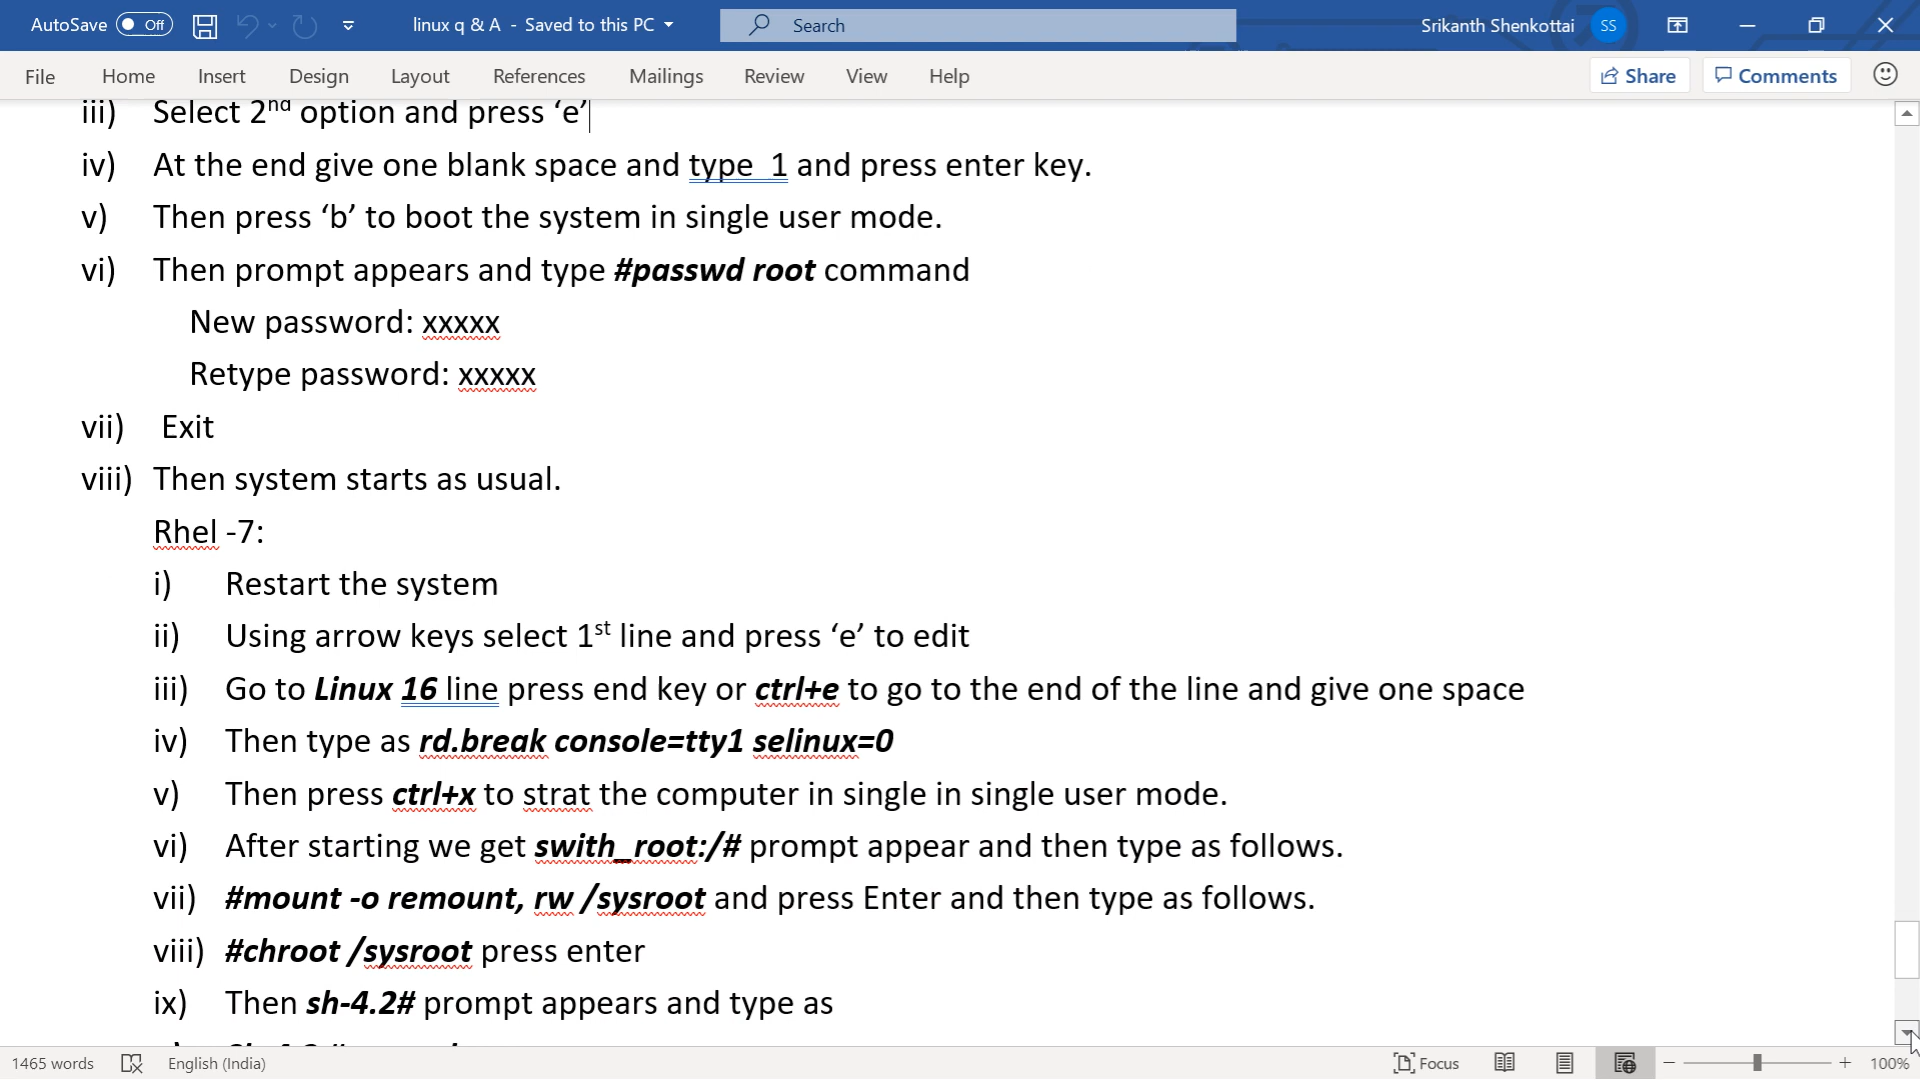 AutoSave Off linux q & A - Saved to this PC Search Srikanth Shenkottai SS
File Home Insert Design Layout References Mailings Review View Help Share Comments
iii) Select 2nd option and press ‘e’
iv) At the end give one blank space and type 1 and press enter key.
v) Then press ‘b’ to boot the system in single user mode.
vi) Then prompt appears and type #passwd root command
New password: xxxxx
Retype password: xxxxx
vii) Exit
viii) Then system starts as usual.
Rhel -7:
i) Restart the system
ii) Using arrow keys select 1st line and press ‘e’ to edit
iii) Go to Linux 16 line press end key or ctrl+e to go to the end of the line and give one space
iv) Then type as rd.break console=tty1 selinux=0
v) Then press ctrl+x to strat the computer in single in single user mode.
vi) After starting we get swith_root:/# prompt appear and then type as follows.
vii) #mount -o remount, rw /sysroot and press Enter and then type as follows.
viii) #chroot /sysroot press enter
ix) Then sh-4.2# prompt appears and type as
1465 words English (India) Focus 100%